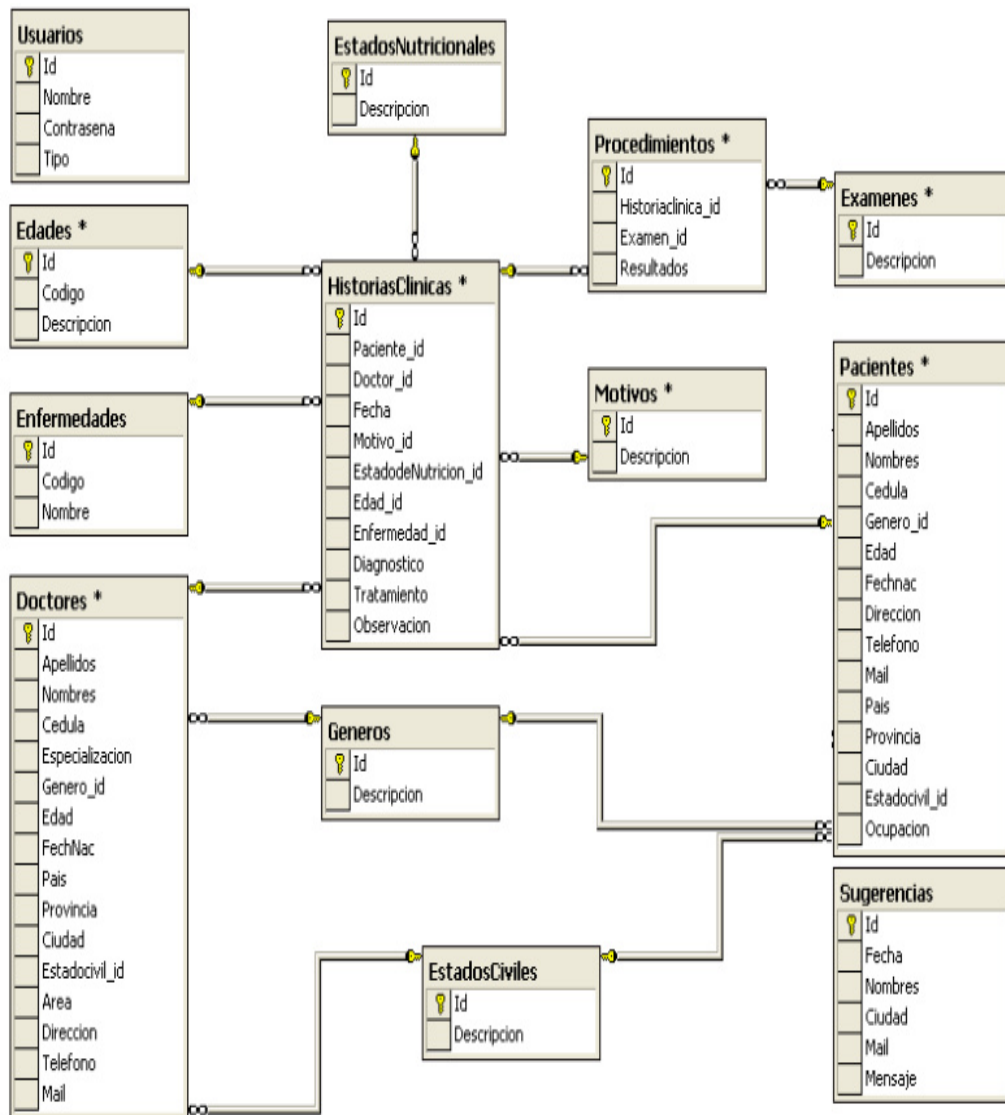 Usuarios
Id
Nombre
Contrasena
Tipo
EstadosNutricionales
Id
Descripcion
Procedimientos *
Id
Historiaclinica_id
Examen_id
Resultados
Examenes *
Id
Descripcion
Edades *
Id
Codigo
Descripcion
HistoriasClinicas *
Id
Paciente_id
Doctor_id
Fecha
Motivo_id
EstadodeNutricion_id
Edad_id
Enfermedad_id
Diagnostico
Tratamiento
Observacion
Motivos *
Id
Descripcion
Pacientes *
Id
Apellidos
Nombres
Cedula
Genero_id
Edad
Fechnac
Direccion
Telefono
Mail
Pais
Provincia
Ciudad
Estadocivil_id
Ocupacion
Enfermedades
Id
Codigo
Nombre
Doctores *
Id
Apellidos
Nombres
Cedula
Especializacion
Genero_id
Edad
FechNac
Pais
Provincia
Ciudad
Estadocivil_id
Area
Direccion
Telefono
Mail
Generos
Id
Descripcion
EstadosCiviles
Id
Descripcion
Sugerencias
Id
Fecha
Nombres
Ciudad
Mail
Mensaje